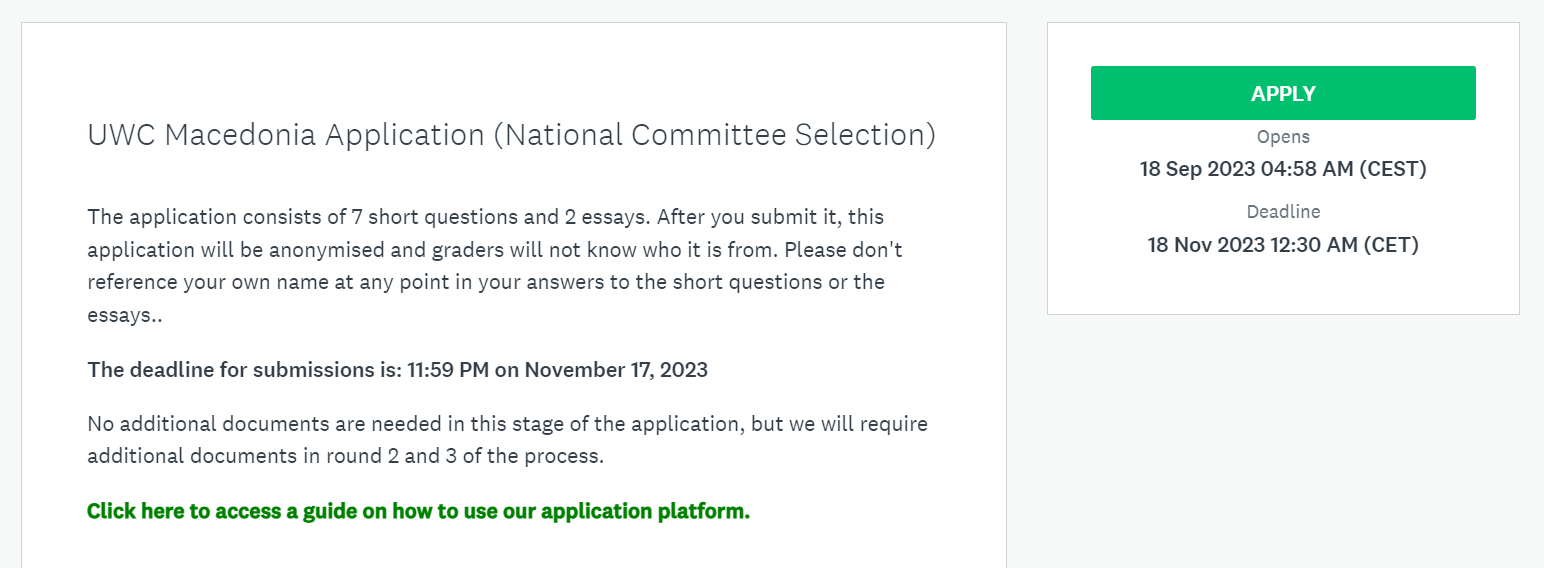 UWC Macedonia Application (National Committee Selection)
The application consists of 7 short questions and 2 essays. After you submit it, this
application will be anonymised and graders will not know who it is from. Please don't
reference your own name at any point in your answers to the short questions or the
essays..
The deadline for submissions is: 11:59 PM on November 17, 2023
No additional documents are needed in this stage of the application, but we will require
additional documents in round 2 and 3 of the process.
Click here to access a guide on how to use our application platform.
APPLY
Opens
18 Sep 2023 04:58 AM (CEST)
Deadline
18 Nov 2023 12:30 AM (CET)